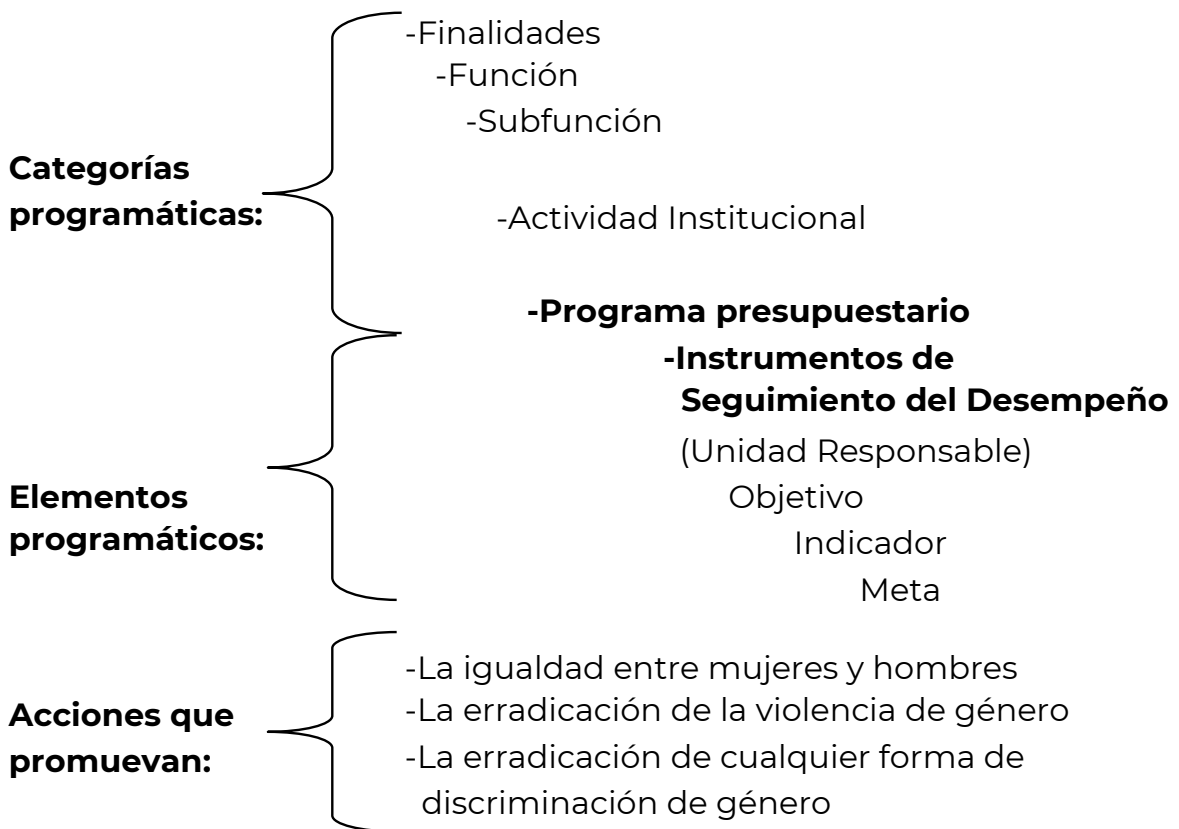 -Finalidades
-Función
-Subfunción
Categorías
programáticas:
-Actividad Institucional
-Programa presupuestario
-Instrumentos de
Seguimiento del Desempeño
(Unidad Responsable)
Elementos
programáticos:
Objetivo
Indicador
Meta
Acciones que
promuevan:
-La igualdad entre mujeres y hombres
-La erradicación de la violencia de género
-La erradicación de cualquier forma de
discriminación de género